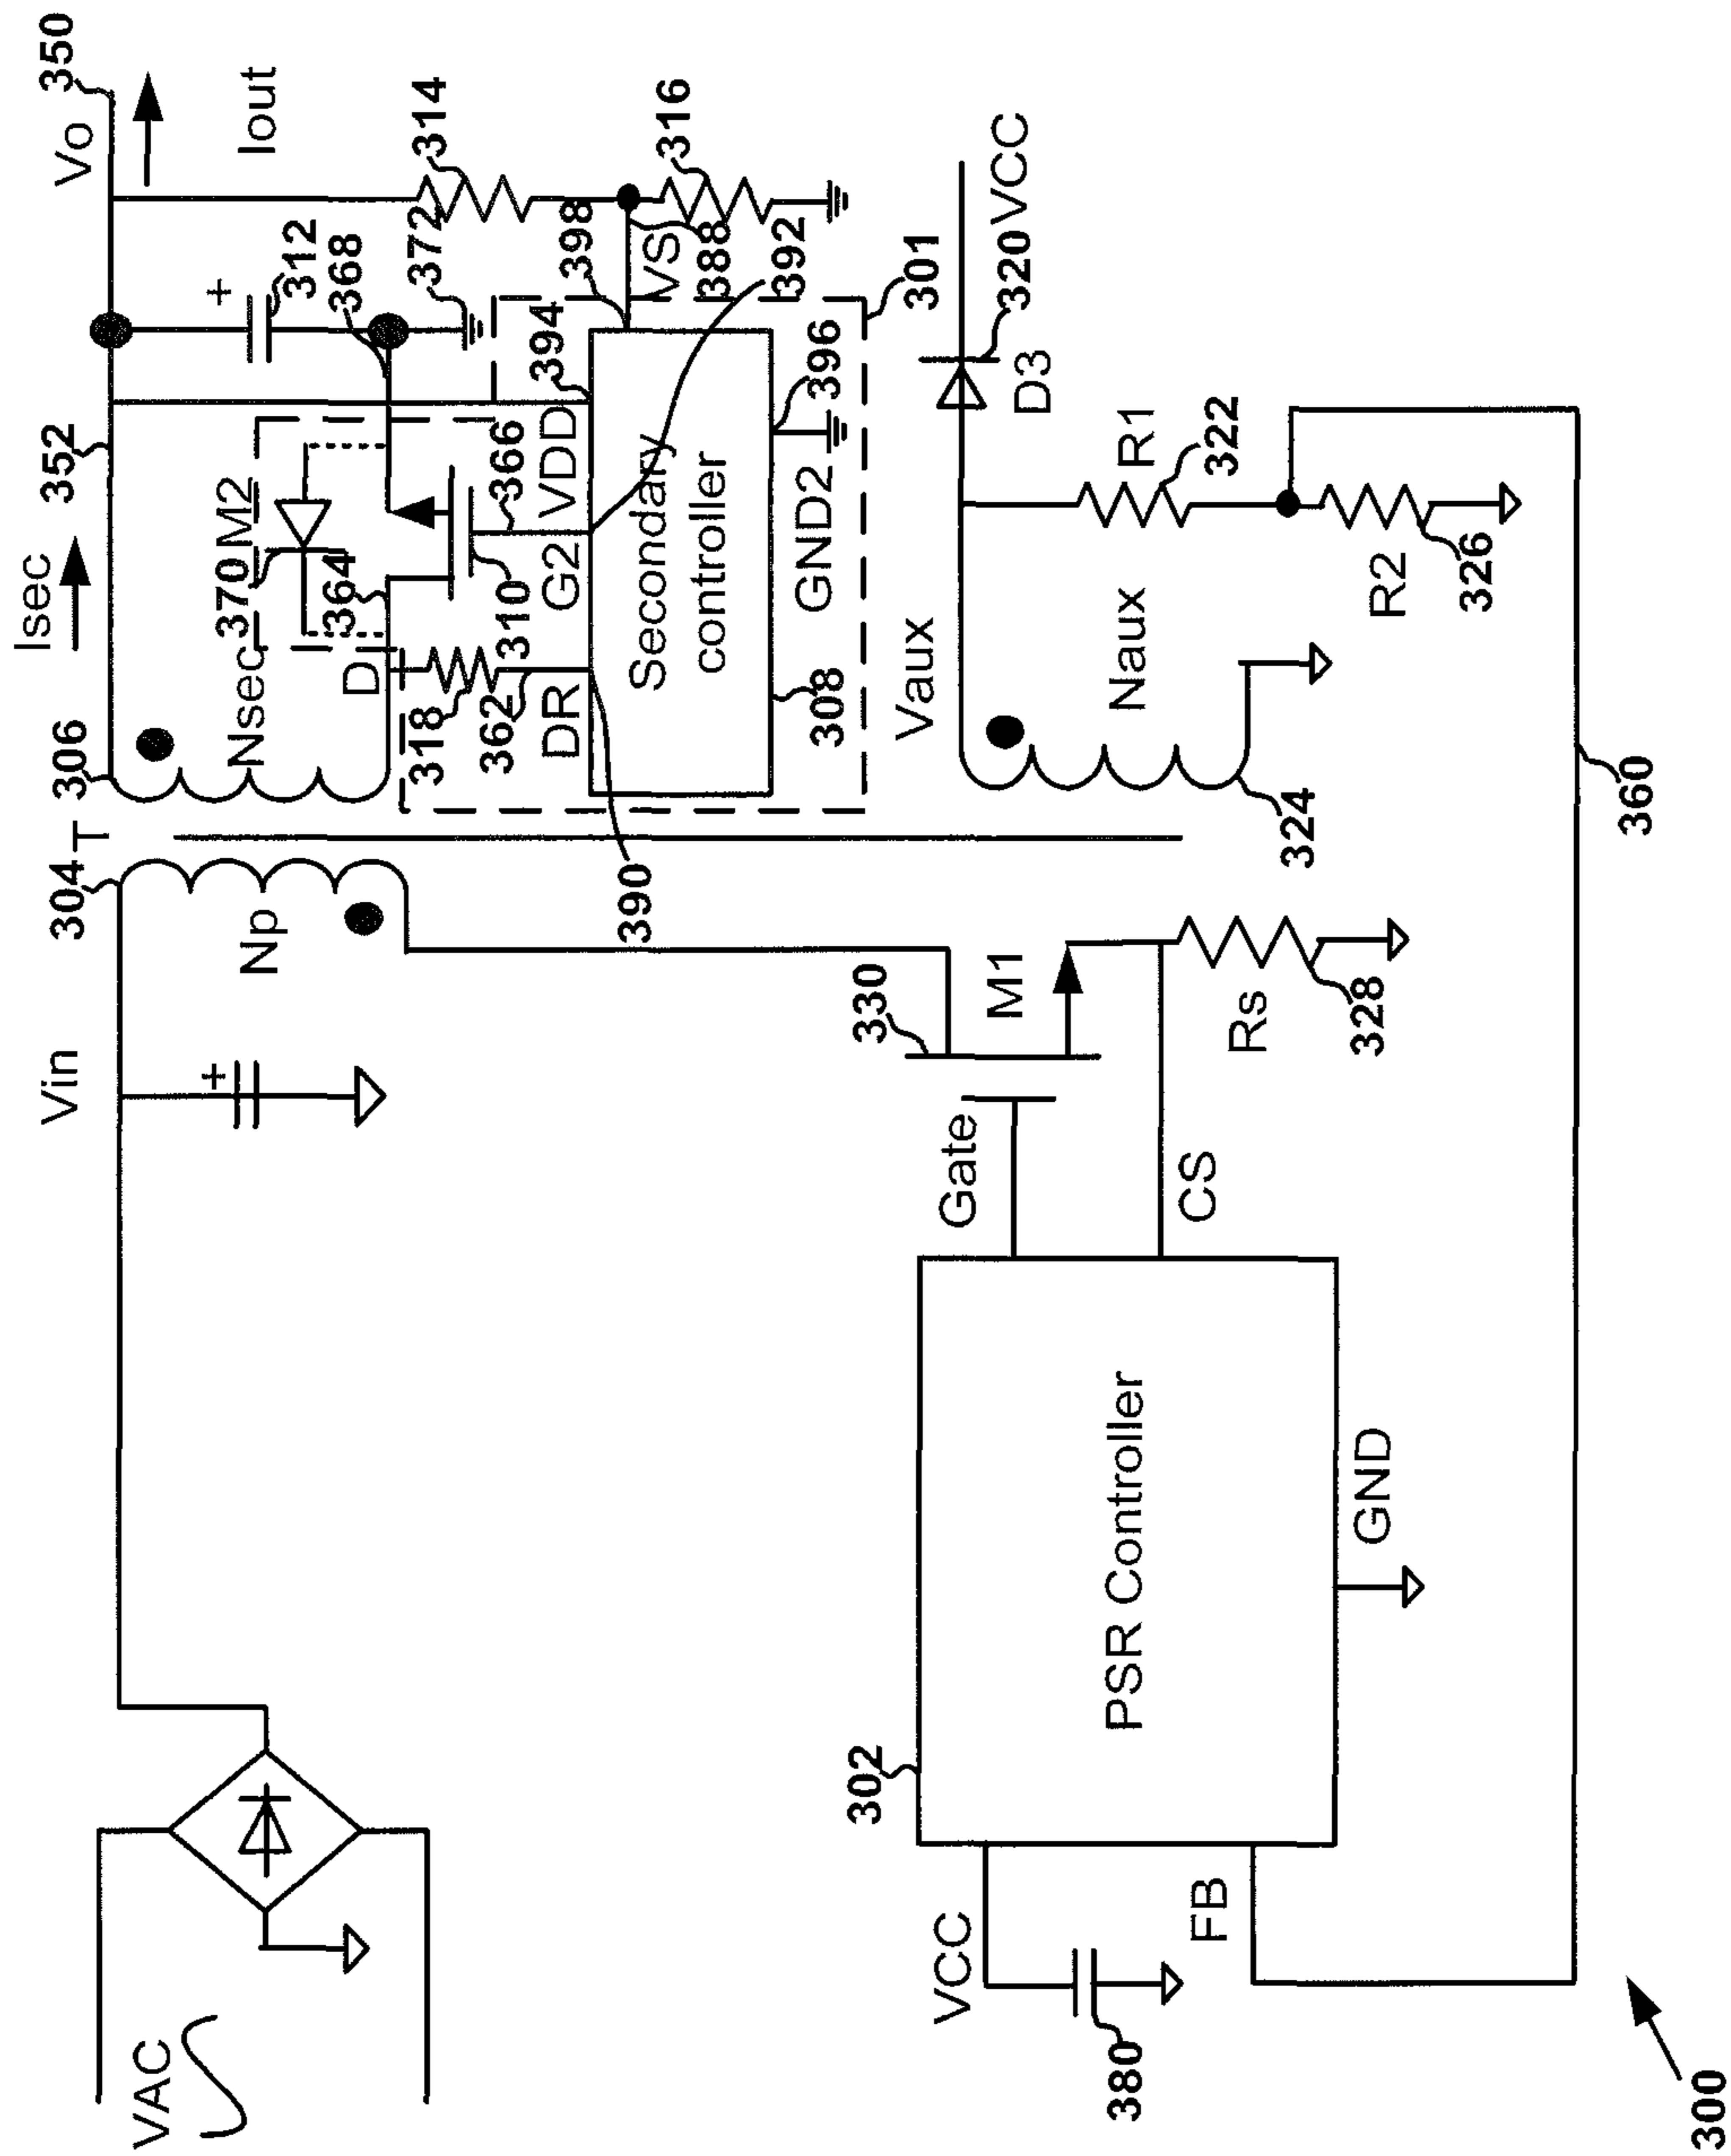 350
Vo
Iout
352
Isec
306
T
304
Vin
+
312
+
368
314
372
398
VS
388
316
392
394
370
M2
364
Nsec
D
366
VDD
G2
310
318
362
DR
Secondary
controller
GND2
396
308
301
390
Np
VAC
VCC
320
D3
R1
322
Vaux
Naux
R2
326
324
360
330
M1
Gate
CS
Rs
328
302
PSR Controller
GND
VCC
FB
380
300